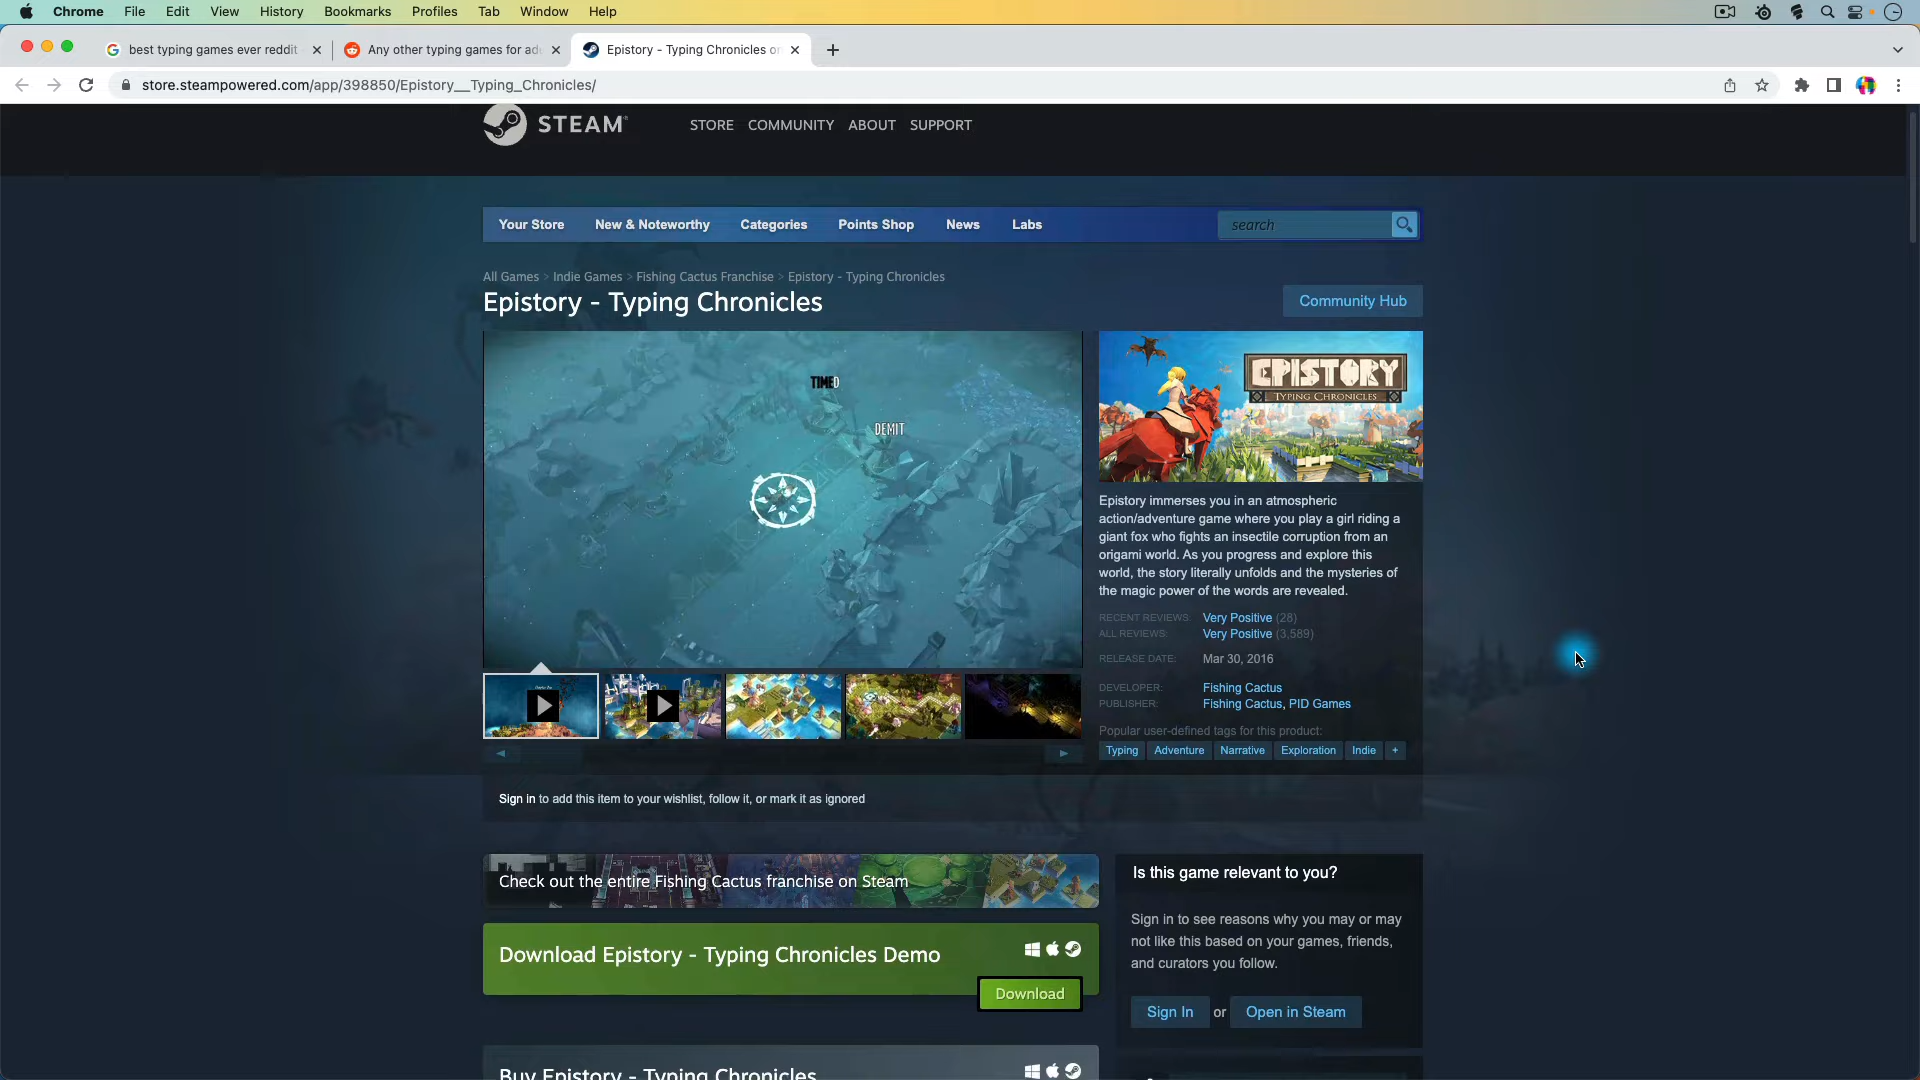 Chrome File Edit View History Bookmarks Profiles Tab Window Help
best typing games ever reddit
Any other typing games for
Epistory - Typing Chronicles
store.steampowered.com/app/398850/Epistory__Typing_Chronicles/
STEAM
STORE COMMUNITY ABOUT SUPPORT
Your Store New & Noteworthy Categories Points Shop News Labs
search
All Games > Indie Games > Fishing Cactus Franchise > Epistory - Typing Chronicles
Epistory - Typing Chronicles
Community Hub
TIMED
DEMIT
EPISTORY
TYPING CHRONICLES
Epistory immerses you in an atmospheric
action/adventure game where you play a girl riding a
giant fox who fights an insectile corruption from an
origami world. As you progress and explore this
world, the story literally unfolds and the mysteries of
the magic power of the words are revealed.
RECENT REVIEWS: Very Positive (28)
ALL REVIEWS: Very Positive (3,589)
RELEASE DATE: Mar 30, 2016
DEVELOPER: Fishing Cactus
PUBLISHER: Fishing Cactus, PID Games
Popular user-defined tags for this product:
Typing Adventure Narrative Exploration Indie +
Sign in to add this item to your wishlist, follow it, or mark it as ignored
Check out the entire Fishing Cactus franchise on Steam
Download Epistory - Typing Chronicles Demo
Download
Is this game relevant to you?
Sign in to see reasons why you may or may
not like this based on your games, friends,
and curators you follow.
Sign In or Open in Steam
Buy Epistory - Typing Chronicles